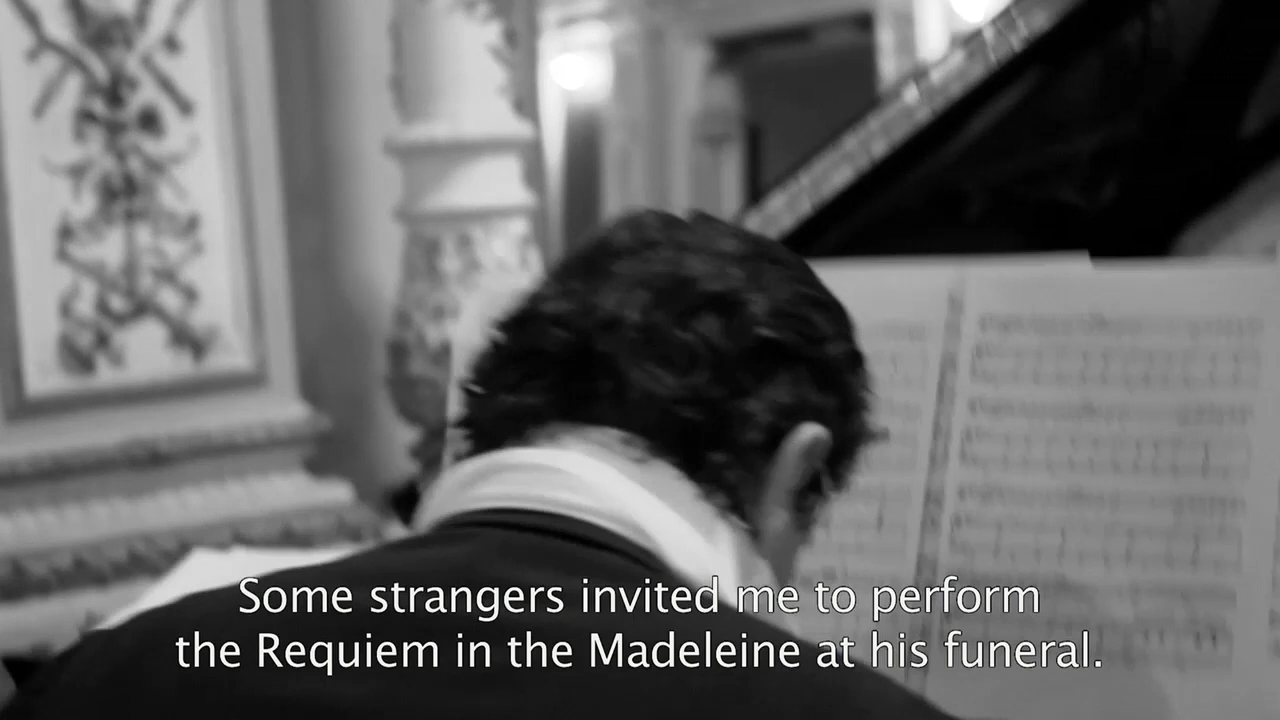 Some strangers invited me to perform
the Requiem in the Madeleine at his funeral.